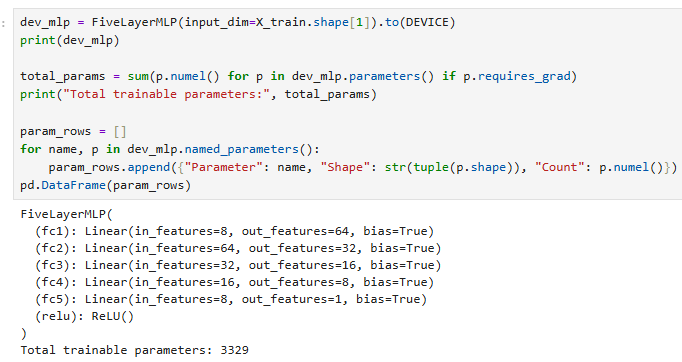 :
dev_mlp = FiveLayerMLP(input_dim=X_train.shape[1]).to(DEVICE)
print(dev_mlp)
total_params = sum(p.numel() for p in dev_mlp.parameters() if p.requires_grad)
print("Total trainable parameters:", total_params)
param_rows = []
for name, p in dev_mlp.named_parameters():
    param_rows.append({"Parameter": name, "Shape": str(tuple(p.shape)), "Count": p.numel()})
pd.DataFrame(param_rows)
FiveLayerMLP(
  (fc1): Linear(in_features=8, out_features=64, bias=True)
  (fc2): Linear(in_features=64, out_features=32, bias=True)
  (fc3): Linear(in_features=32, out_features=16, bias=True)
  (fc4): Linear(in_features=16, out_features=8, bias=True)
  (fc5): Linear(in_features=8, out_features=1, bias=True)
  (relu): ReLU()
)
Total trainable parameters: 3329